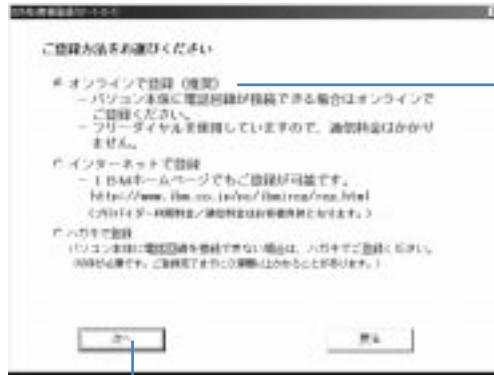 ご登録方法をお選びください
オンラインで登録（推奨）
－ パソコン本体に電話回線が接続できる場合はオンラインで
ご登録ください。
－ フリーダイヤルを使用していますので、通信料金はかかり
ません。
インターネットで登録
－ IBMホームページでもご登録が可能です。
http://www.ibm.co.jp/pc/ibmireg/reg.html
（プロバイダー利用料金／通信料金はお客様負担となります。）
ハガキで登録
パソコン本体に電話回線を接続できない場合は、ハガキでご登録ください。
次へ
戻る